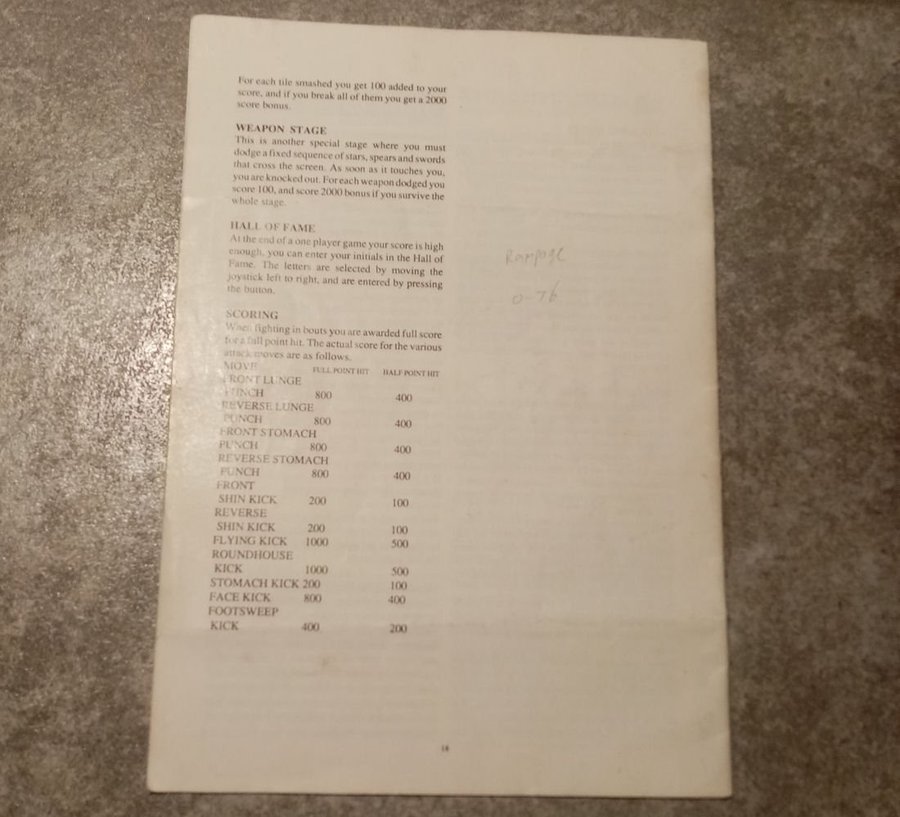 For each tile smashed you get 100 added to your
score, and if you break all of them you get a 2000
score bonus.
WEAPON STAGE
This is another special stage where you must
dodge a fixed sequence of stars, spears and swords
that cross the screen. As soon as it touches you,
you are knocked out. For each weapon dodged you
score 100, and score 2000 bonus if you survive the
whole stage.
HALL OF FAME
At the end of a one player game your score is high
enough, you can enter your initials in the Hall of
Fame. The letters are selected by moving the
joystick left to right, and are entered by pressing
the button.
SCORING
When fighting in bouts you are awarded full score
for a full point hit. The actual score for the various
attack moves are as follows.
MOVE FULL POINT HIT HALF POINT HIT
FRONT LUNGE
PUNCH 800 400
REVERSE LUNGE
PUNCH 800 400
FRONT STOMACH
PUNCH 800 400
REVERSE STOMACH
PUNCH 800 400
FRONT
SHIN KICK 200 100
REVERSE
SHIN KICK 200 100
FLYING KICK 1000 500
ROUNDHOUSE
KICK 1000 500
STOMACH KICK 200 100
FACE KICK 800 400
FOOTSWEEP
KICK 400 200
Rampage
0-76